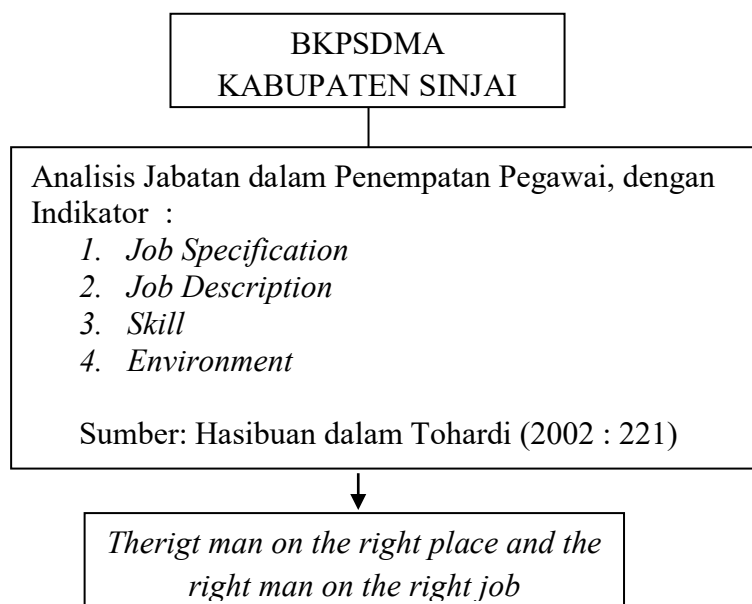 BKPSDMA
KABUPATEN SINJAI
Analisis Jabatan dalam Penempatan Pegawai, dengan
Indikator :
1. Job Specification
2. Job Description
3. Skill
4. Environment
Sumber: Hasibuan dalam Tohardi (2002 : 221)
Therigt man on the right place and the
right man on the right job